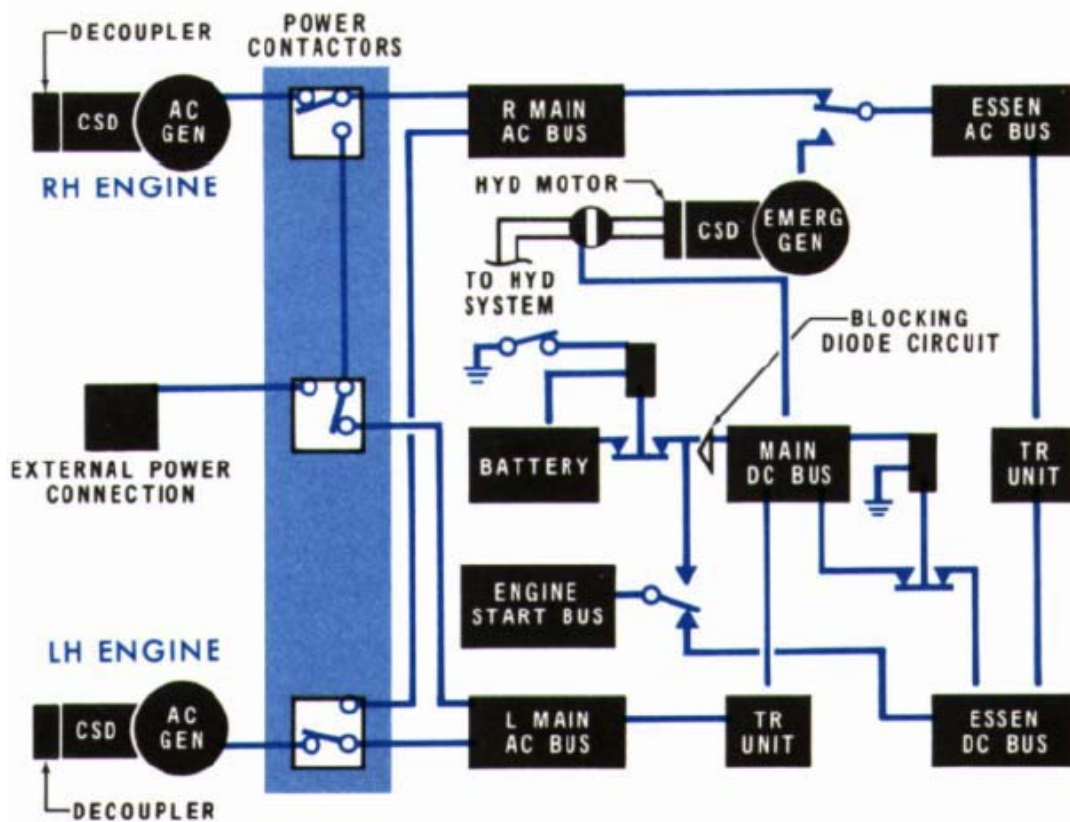 DECOUPLER
POWER
CONTACTORS
CSD
AC
GEN
RH ENGINE
R MAIN
AC BUS
ESSEN
AC BUS
HYD MOTOR
CSD
EMERG
GEN
TO HYD
SYSTEM
BLOCKING
DIODE CIRCUIT
EXTERNAL POWER
CONNECTION
BATTERY
MAIN
DC BUS
TR
UNIT
ENGINE
START BUS
LH ENGINE
CSD
AC
GEN
L MAIN
AC BUS
TR
UNIT
ESSEN
DC BUS
DECOUPLER